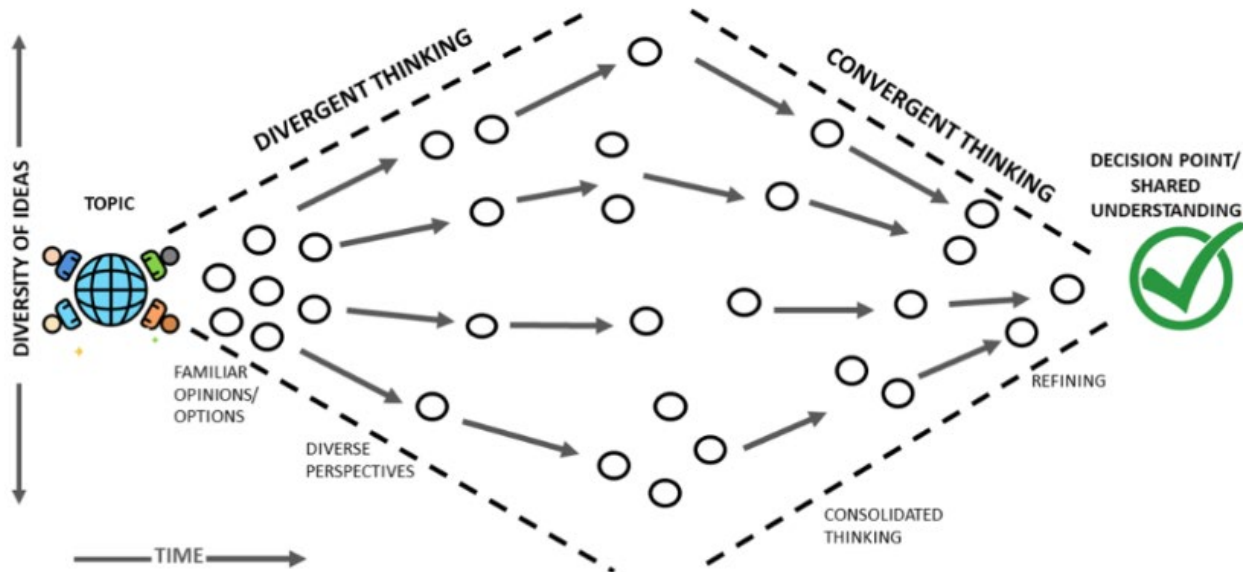 DIVERSITY OF IDEAS
TOPIC
DIVERGENT THINKING
CONVERGENT THINKING
DECISION POINT/
SHARED
UNDERSTANDING
FAMILIAR
OPINIONS/
OPTIONS
DIVERSE
PERSPECTIVES
CONSOLIDATED
THINKING
REFINING
TIME